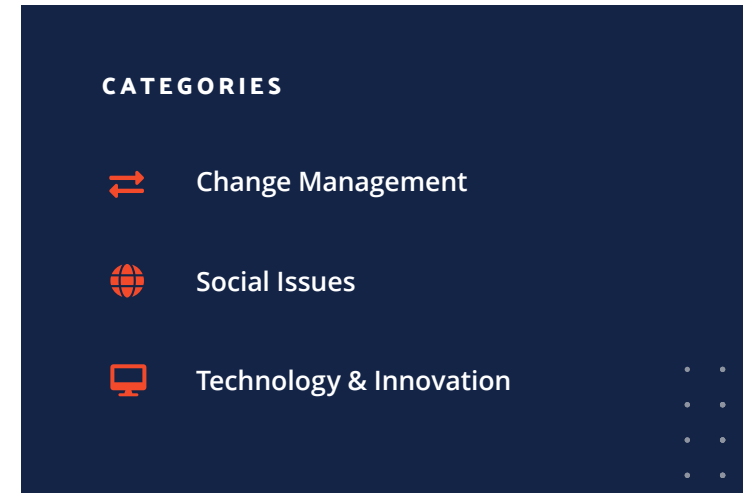 CATEGORIES
Change Management
Social Issues
Technology & Innovation